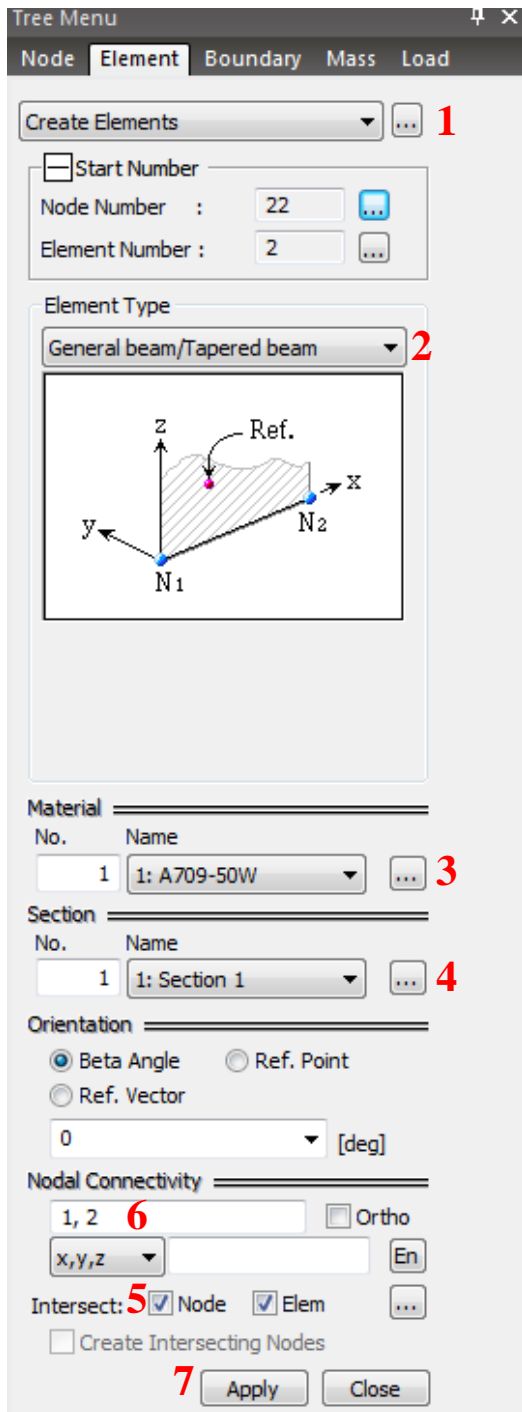 Tree Menu
Node Element Boundary Mass Load
Create Elements ... 1
Start Number
Node Number : 22 ...
Element Number : 2 ...
Element Type
General beam/Tapered beam 2
z Ref.
x
y N2
N1
Material
No. Name
1 1: A709-50W ... 3
Section
No. Name
1 1: Section 1 ... 4
Orientation
Beta Angle Ref. Point
Ref. Vector
0 [deg]
Nodal Connectivity
1, 2 6 Ortho
x,y,z En
Intersect: 5 Node Elem ...
Create Intersecting Nodes
7 Apply Close